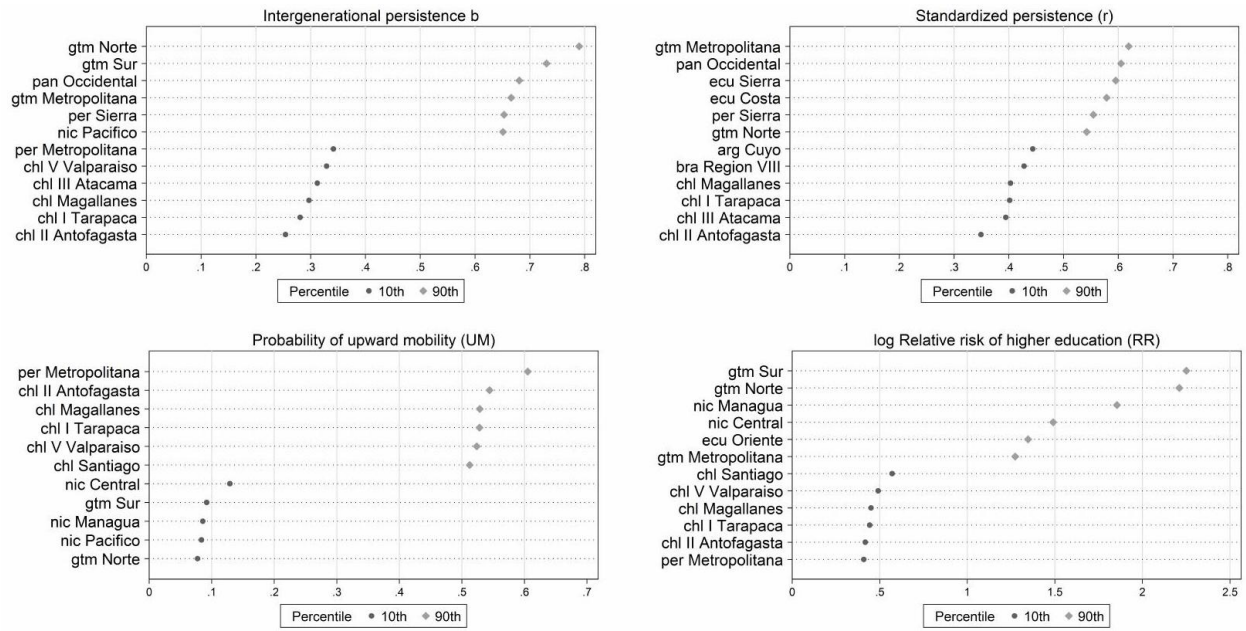 Intergenerational persistence b
gtm Norte
gtm Sur
pan Occidental
gtm Metropolitana
per Sierra
nic Pacifico
per Metropolitana
chl V Valparaiso
chl III Atacama
chl Magallanes
chl I Tarapaca
chl II Antofagasta
0 .1 .2 .3 .4 .5 .6 .7 .8
Percentile 10th 90th
Standardized persistence (r)
gtm Metropolitana
pan Occidental
ecu Sierra
ecu Costa
per Sierra
gtm Norte
arg Cuyo
bra Region VIII
chl Magallanes
chl I Tarapaca
chl III Atacama
chl II Antofagasta
0 .1 .2 .3 .4 .5 .6 .7 .8
Percentile 10th 90th
Probability of upward mobility (UM)
per Metropolitana
chl II Antofagasta
chl Magallanes
chl I Tarapaca
chl V Valparaiso
chl Santiago
nic Central
gtm Sur
nic Managua
nic Pacifico
gtm Norte
0 .1 .2 .3 .4 .5 .6 .7
Percentile 10th 90th
log Relative risk of higher education (RR)
gtm Sur
gtm Norte
nic Managua
nic Central
ecu Oriente
gtm Metropolitana
chl Santiago
chl V Valparaiso
chl Magallanes
chl I Tarapaca
chl II Antofagasta
per Metropolitana
0 .5 1 1.5 2 2.5
Percentile 10th 90th